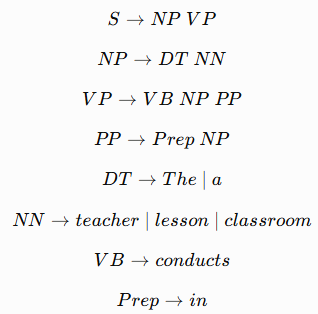 S → NP VP
NP → DT NN
VP → VB NP PP
PP → Prep NP
DT → The | a
NN → teacher | lesson | classroom
VB → conducts
Prep → in